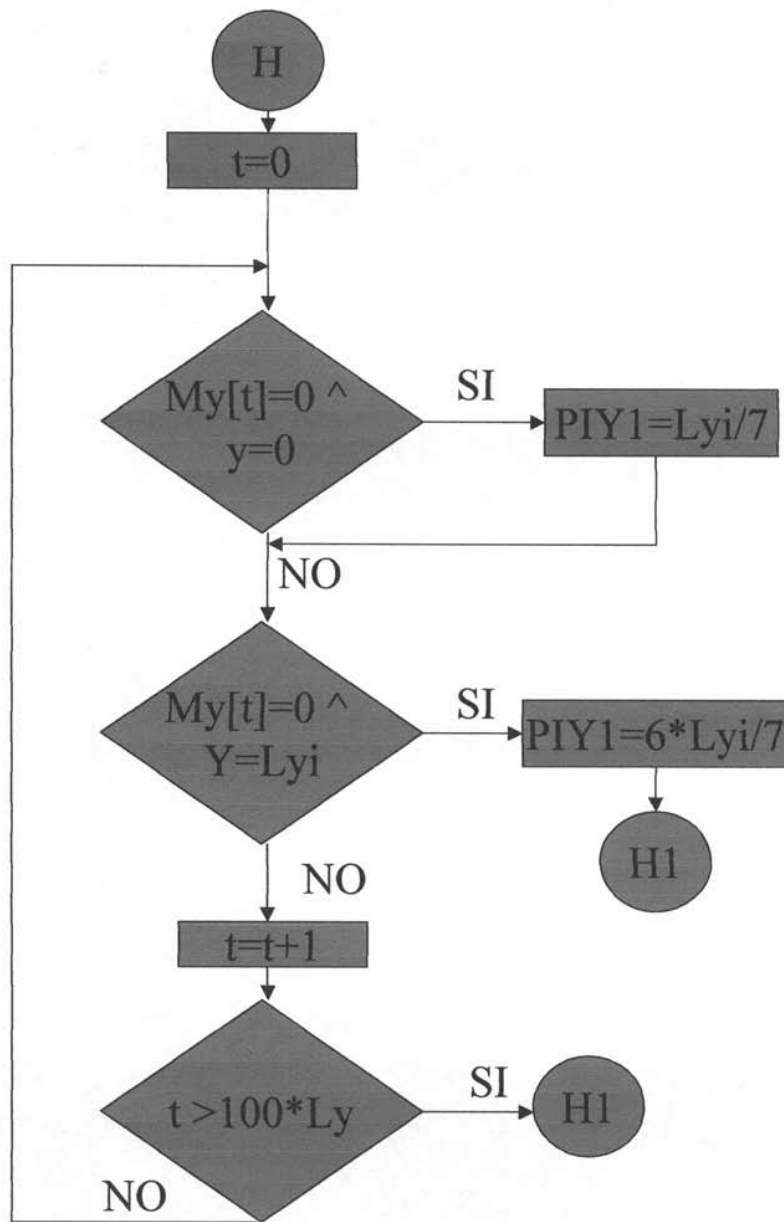 H
t=0
My[t]=0 ^
y=0
SI
PIY1=Lyi/7
NO
My[t]=0 ^
Y=Lyi
SI
PIY1=6*Lyi/7
H1
NO
t=t+1
t >100*Ly
SI
H1
NO